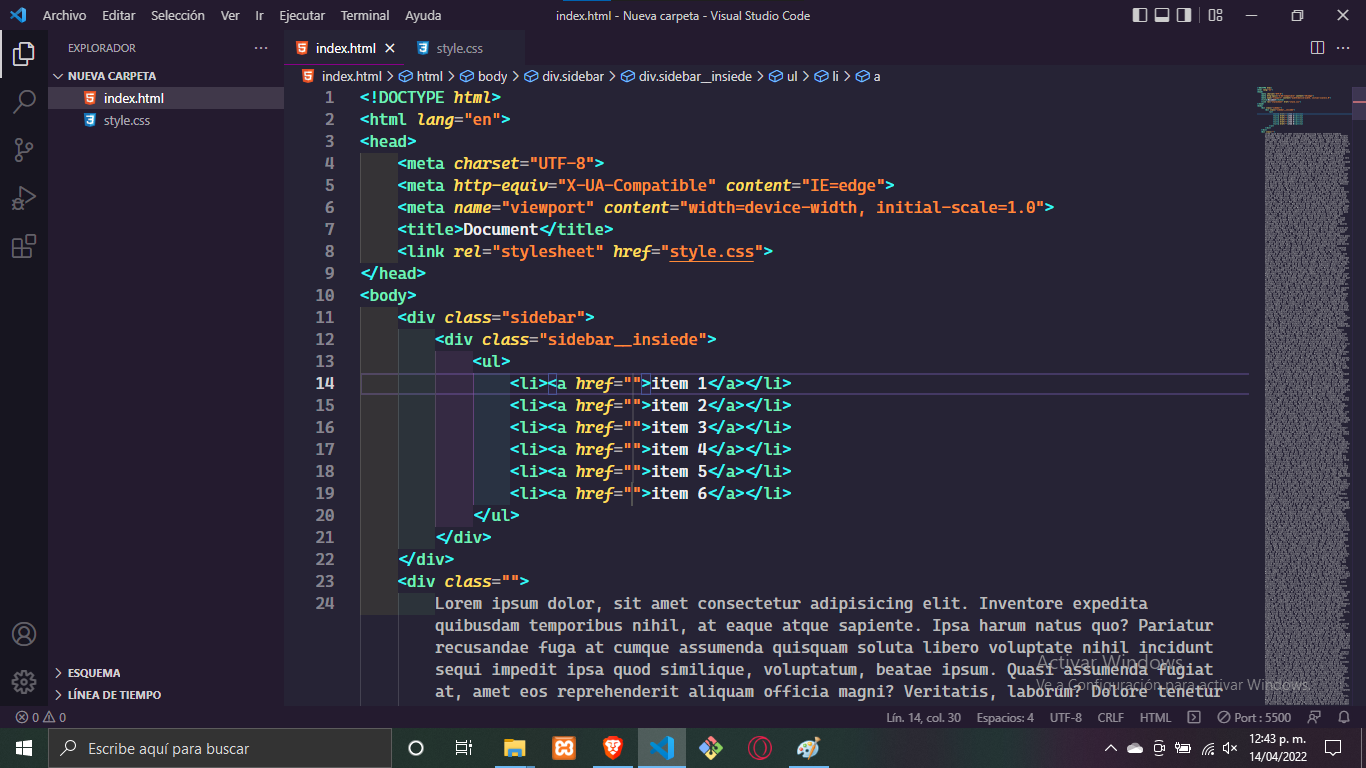 Archivo Editar Selección Ver Ir Ejecutar Terminal Ayuda index.html - Nueva carpeta - Visual Studio Code
EXPLORADOR
NUEVA CARPETA
index.html
style.css
ESQUEMA
LÍNEA DE TIEMPO
index.html style.css
index.html > html > body > div.sidebar > div.sidebar__insiede > ul > li > a
1 <!DOCTYPE html>
2 <html lang="en">
3 <head>
4 <meta charset="UTF-8">
5 <meta http-equiv="X-UA-Compatible" content="IE=edge">
6 <meta name="viewport" content="width=device-width, initial-scale=1.0">
7 <title>Document</title>
8 <link rel="stylesheet" href="style.css">
9 </head>
10 <body>
11 <div class="sidebar">
12 <div class="sidebar__insiede">
13 <ul>
14 <li><a href="">item 1</a></li>
15 <li><a href="">item 2</a></li>
16 <li><a href="">item 3</a></li>
17 <li><a href="">item 4</a></li>
18 <li><a href="">item 5</a></li>
19 <li><a href="">item 6</a></li>
20 </ul>
21 </div>
22 </div>
23 <div class="">
24 Lorem ipsum dolor, sit amet consectetur adipisicing elit. Inventore expedita
quibusdam temporibus nihil, at eaque atque sapiente. Ipsa harum natus quo? Pariatur
recusandae fuga at cumque assumenda quisquam soluta libero voluptate nihil incidunt
sequi impedit ipsa quod similique, voluptatum, beatae ipsum. Quasi assumenda fugiat
at, amet eos reprehenderit aliquam officia magni? Veritatis, laborum? Dolore tenetur
Activar Windows
Ve a Configuración para activar Windows.
0 0 Lín. 14, col. 30 Espacios: 4 UTF-8 CRLF HTML Port : 5500
Escribe aquí para buscar
12:43 p. m.
14/04/2022